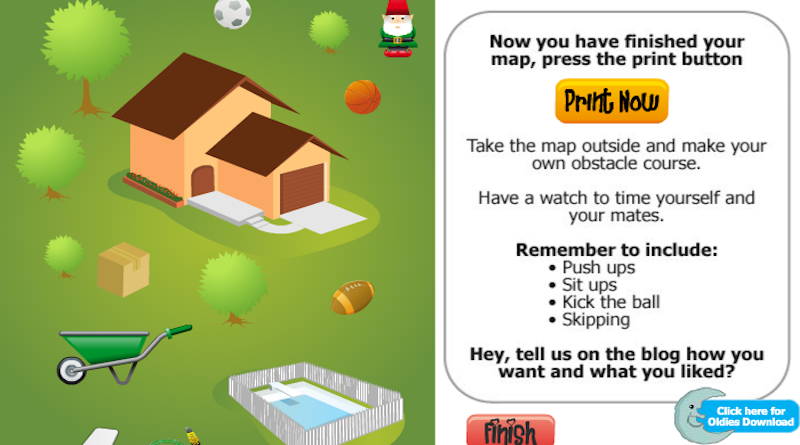 Now you have finished your
map, press the print button
Print Now
Take the map outside and make your
own obstacle course.
Have a watch to time yourself and
your mates.
Remember to include:
• Push ups
• Sit ups
• Kick the ball
• Skipping
Hey, tell us on the blog how you
want and what you liked?
Click here for
Oldies Download
Finish